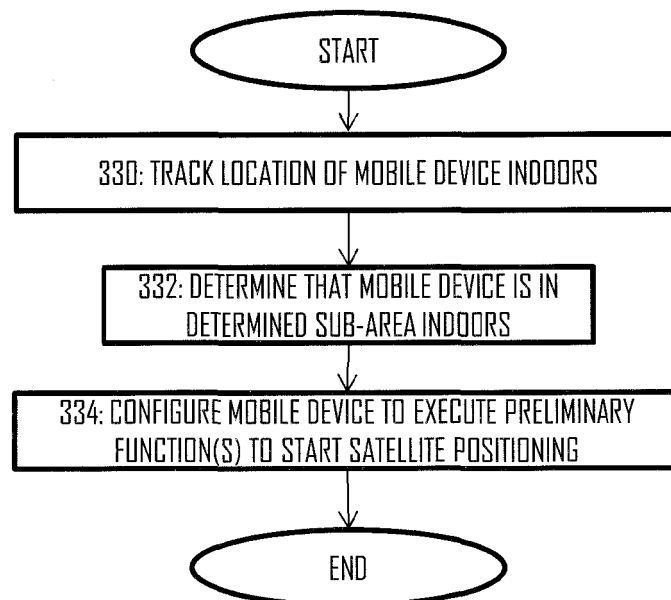 START
330: TRACK LOCATION OF MOBILE DEVICE INDOORS
332: DETERMINE THAT MOBILE DEVICE IS IN
DETERMINED SUB-AREA INDOORS
334: CONFIGURE MOBILE DEVICE TO EXECUTE PRELIMINARY
FUNCTION(S) TO START SATELLITE POSITIONING
END